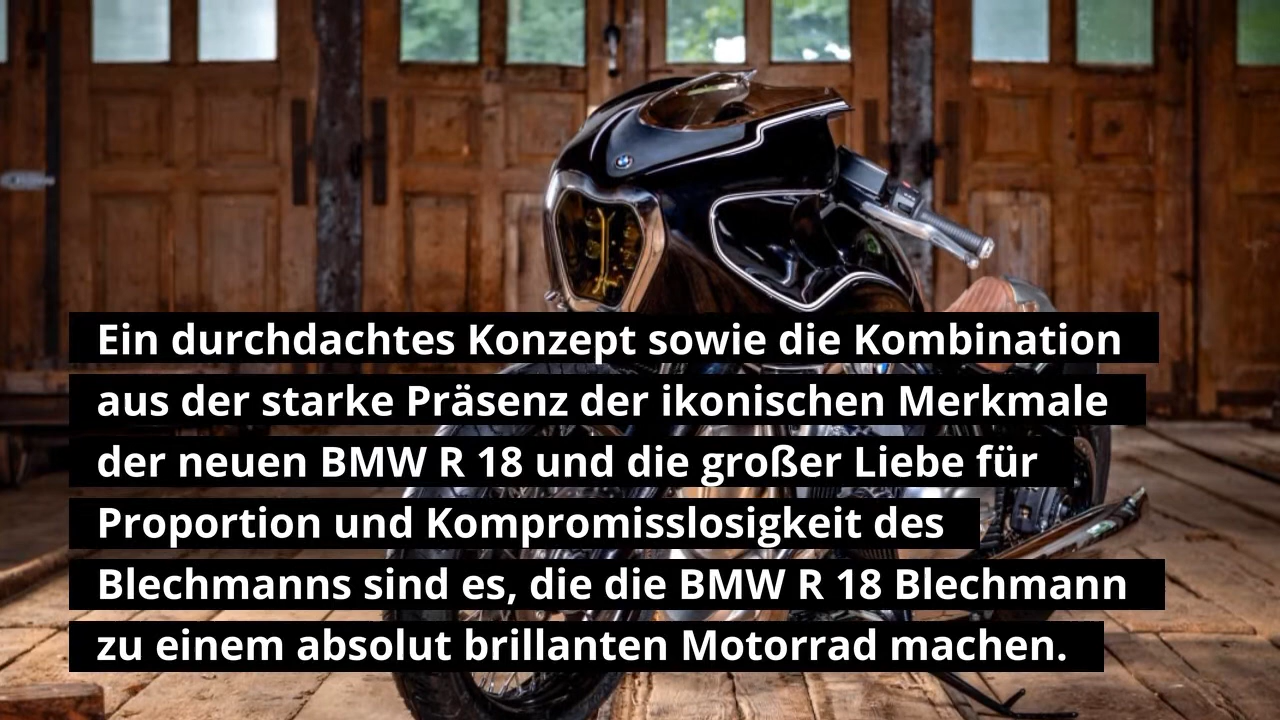 Ein durchdachtes Konzept sowie die Kombination
aus der starke Präsenz der ikonischen Merkmale
der neuen BMW R 18 und die großer Liebe für
Proportion und Kompromisslosigkeit des
Blechmanns sind es, die die BMW R 18 Blechmann
zu einem absolut brillanten Motorrad machen.